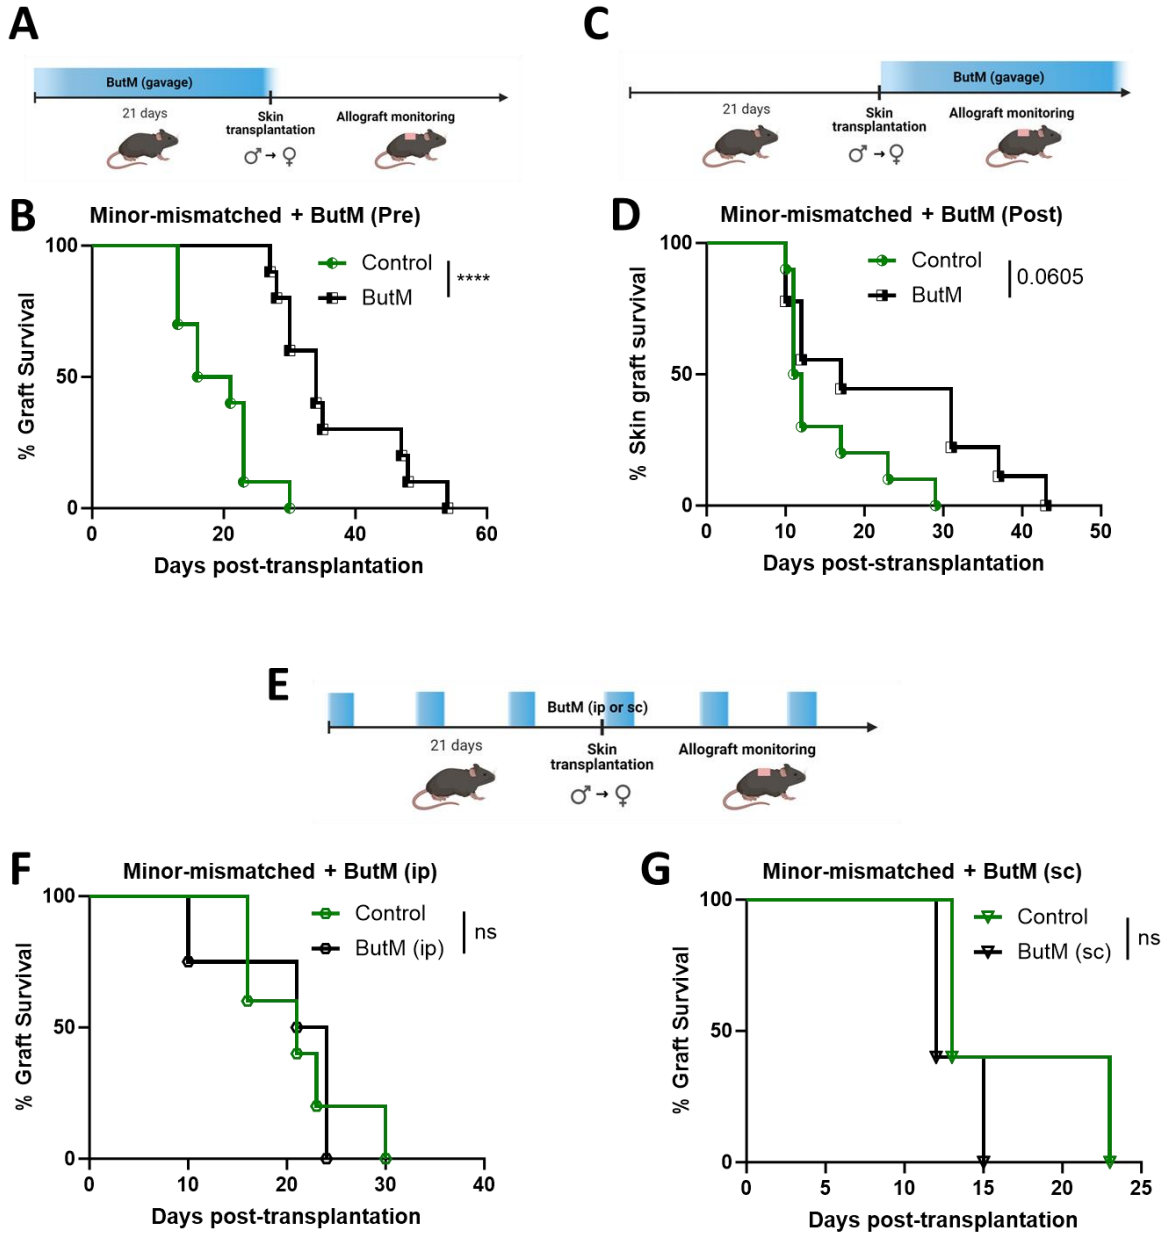 A
ButM (gavage)
21 days
Skin
transplantation
♂ → ♀
Allograft monitoring
C
ButM (gavage)
21 days
Skin
transplantation
♂ → ♀
Allograft monitoring
B
Minor-mismatched + ButM (Pre)
% Graft Survival
100
50
0
Control
ButM
****
0 20 40 60
Days post-transplantation
D
Minor-mismatched + ButM (Post)
% Skin graft survival
100
50
0
Control
ButM
0.0605
0 10 20 30 40 50
Days post-stransplantation
E
ButM (ip or sc)
21 days
Skin
transplantation
♂ → ♀
Allograft monitoring
F
Minor-mismatched + ButM (ip)
% Graft Survival
100
50
0
Control
ButM (ip)
ns
0 10 20 30 40
Days post-transplantation
G
Minor-mismatched + ButM (sc)
% Graft Survival
100
50
0
Control
ButM (sc)
ns
0 5 10 15 20 25
Days post-transplantation